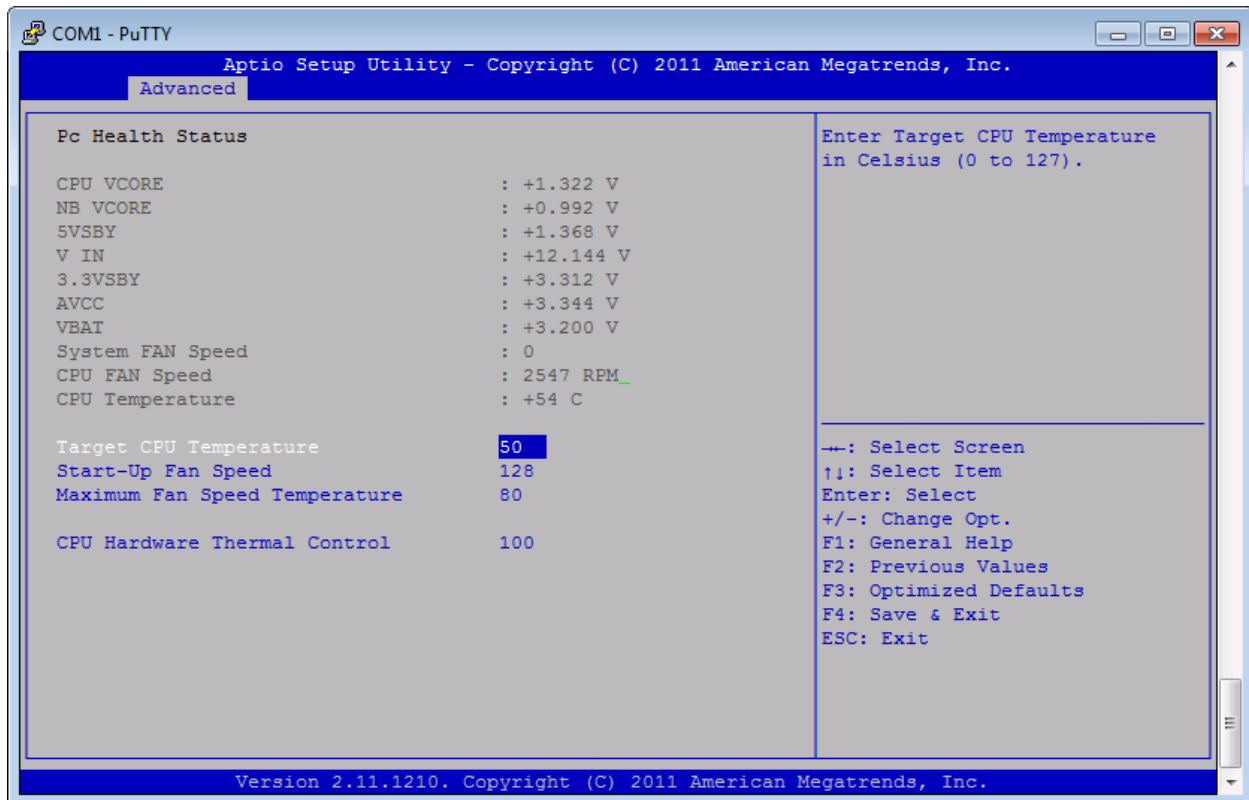 COM1 - PuTTY
Aptio Setup Utility - Copyright (C) 2011 American Megatrends, Inc.
Advanced
Pc Health Status
CPU VCORE : +1.322 V
NB VCORE : +0.992 V
5VSBY : +1.368 V
V IN : +12.144 V
3.3VSBY : +3.312 V
AVCC : +3.344 V
VBAT : +3.200 V
System FAN Speed : 0
CPU FAN Speed : 2547 RPM_
CPU Temperature : +54 C
Target CPU Temperature 50
Start-Up Fan Speed 128
Maximum Fan Speed Temperature 80
CPU Hardware Thermal Control 100
Enter Target CPU Temperature
in Celsius (0 to 127).
→←: Select Screen
↑↓: Select Item
Enter: Select
+/-: Change Opt.
F1: General Help
F2: Previous Values
F3: Optimized Defaults
F4: Save & Exit
ESC: Exit
Version 2.11.1210. Copyright (C) 2011 American Megatrends, Inc.